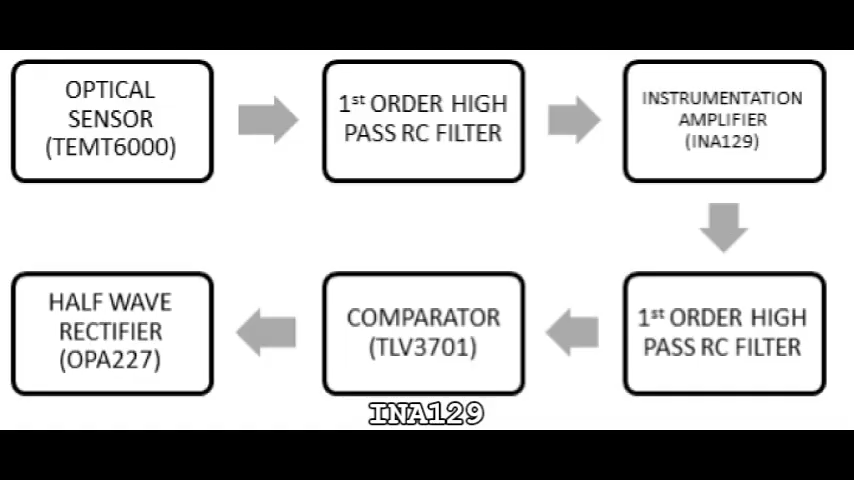 OPTICAL
SENSOR
(TEMT6000)
1st ORDER HIGH
PASS RC FILTER
INSTRUMENTATION
AMPLIFIER
(INA129)
HALF WAVE
RECTIFIER
(OPA227)
COMPARATOR
(TLV3701)
1st ORDER HIGH
PASS RC FILTER
INA129